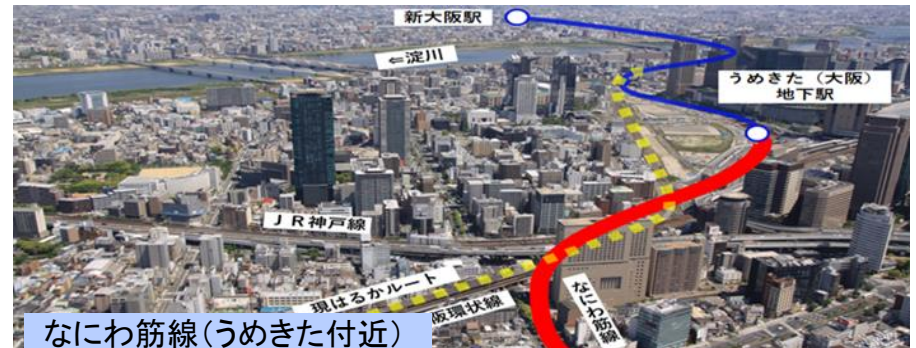 新大阪駅
⇐淀川
うめきた（大阪）
地下駅
ＪＲ神戸線
現はるかルート
阪環状線
なにわ筋線
なにわ筋線(うめきた付近)